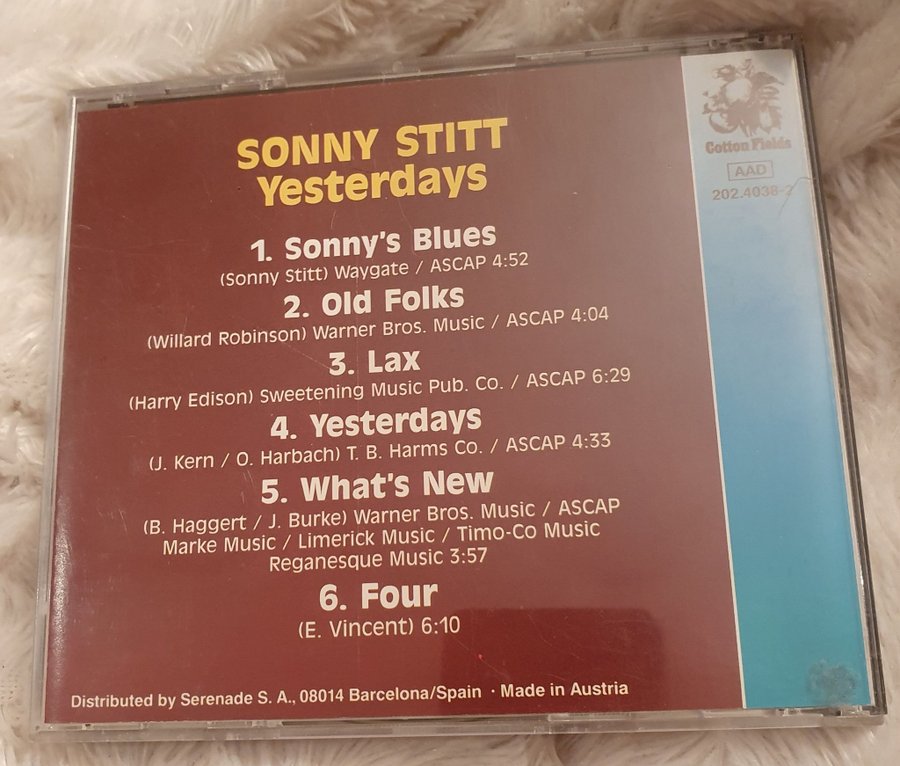 SONNY STITT
Yesterdays
1. Sonny's Blues
(Sonny Stitt) Waygate / ASCAP 4:52
2. Old Folks
(Willard Robinson) Warner Bros. Music / ASCAP 4:04
3. Lax
(Harry Edison) Sweetening Music Pub. Co. / ASCAP 6:29
4. Yesterdays
(J. Kern / O. Harbach) T. B. Harms Co. / ASCAP 4:33
5. What's New
(B. Haggert / J. Burke) Warner Bros. Music / ASCAP
Marke Music / Limerick Music / Timo-Co Music
Reganesque Music 3:57
6. Four
(E. Vincent) 6:10
Distributed by Serenade S. A., 08014 Barcelona/Spain · Made in Austria
Cotton Fields
AAD
202.4038-2